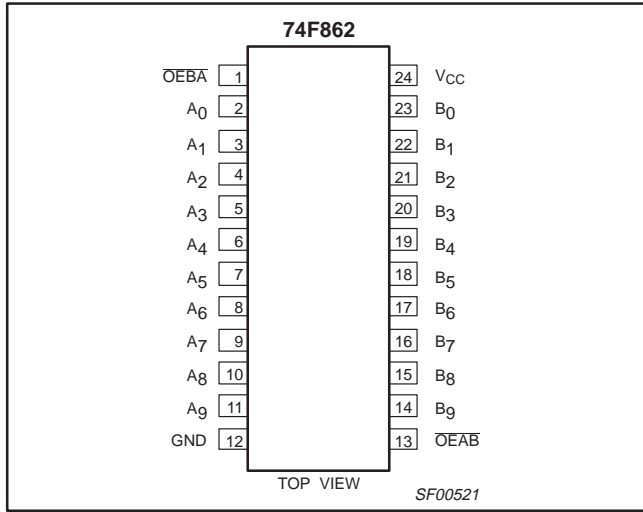 74F862
OEBA 1 24 VCC
A0 2 23 B0
A1 3 22 B1
A2 4 21 B2
A3 5 20 B3
A4 6 19 B4
A5 7 18 B5
A6 8 17 B6
A7 9 16 B7
A8 10 15 B8
A9 11 14 B9
GND 12 13 OEAB
TOP VIEW
SF00521